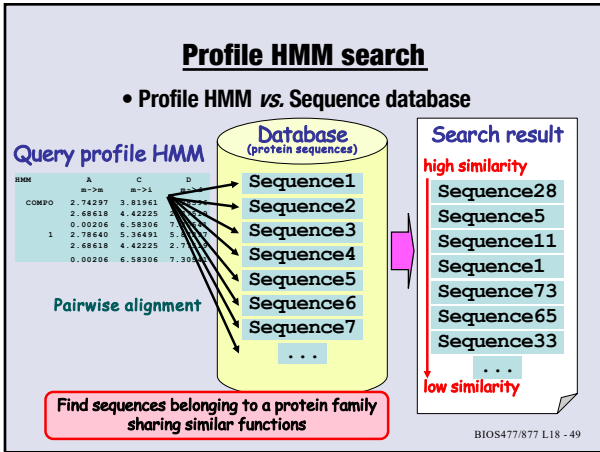 Profile HMM search
• Profile HMM vs. Sequence database
Query profile HMM
HMM A C D
m->m m->i
COMPO 2.74297 3.81961
2.68618 4.42225
0.00206 6.58306
1 2.78640 5.36491
2.68618 4.42225
0.00206 6.58306
Pairwise alignment
Database
(protein sequences)
Sequence1
Sequence2
Sequence3
Sequence4
Sequence5
Sequence6
Sequence7
...
Search result
high similarity
Sequence28
Sequence5
Sequence11
Sequence1
Sequence73
Sequence65
Sequence33
...
low similarity
Find sequences belonging to a protein family
sharing similar functions
BIOS477/877 L18 - 49